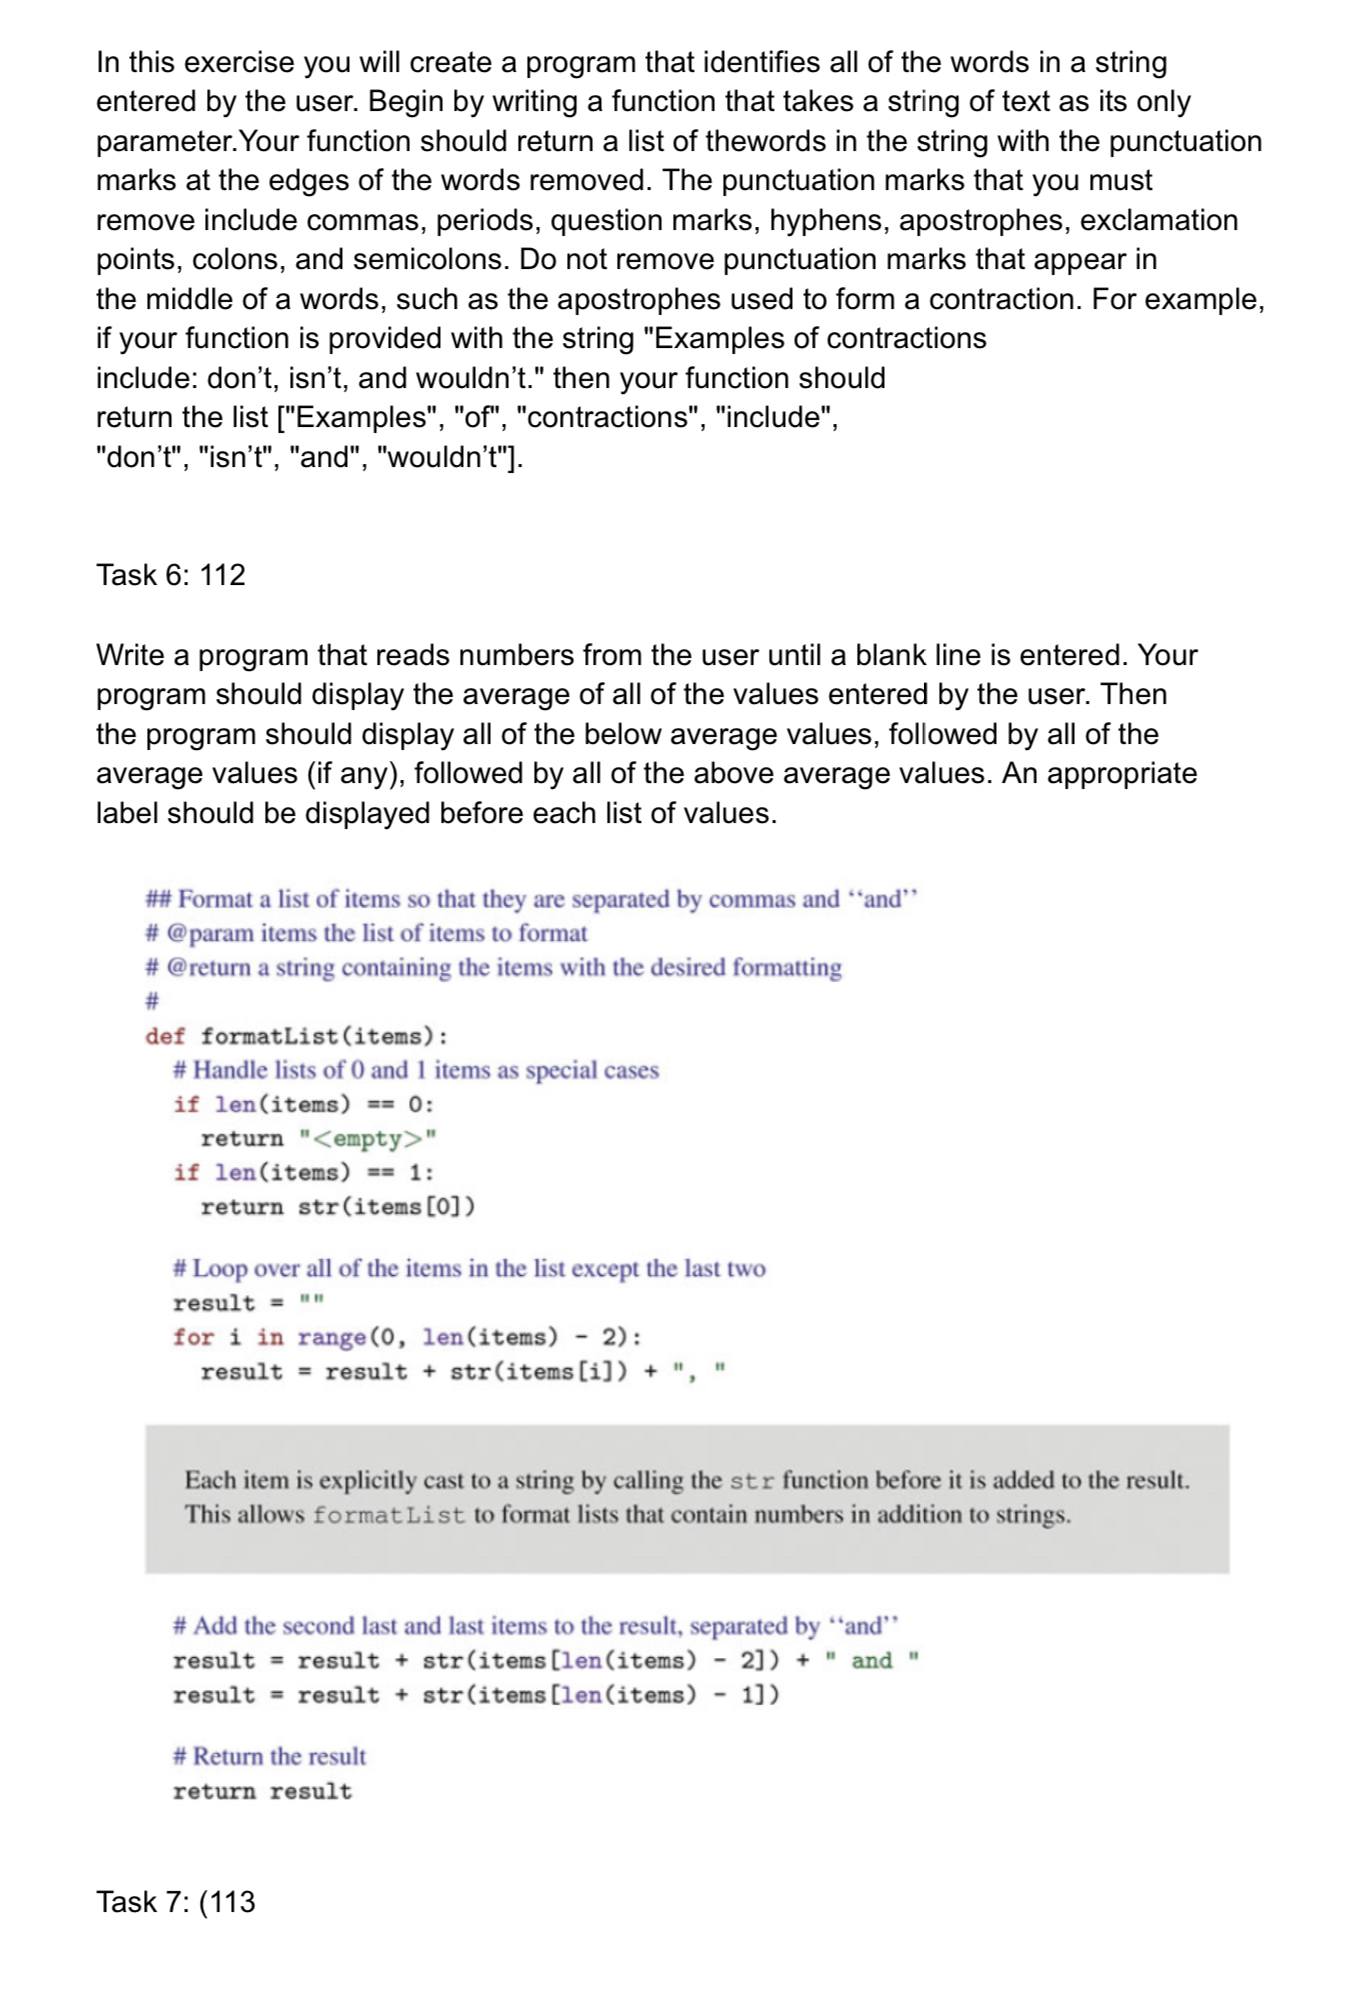 In this exercise you will create a program that identifies all of the words in a string
entered by the user. Begin by writing a function that takes a string of text as its only
parameter.Your function should return a list of thewords in the string with the punctuation
marks at the edges of the words removed. The punctuation marks that you must
remove include commas, periods, question marks, hyphens, apostrophes, exclamation
points, colons, and semicolons. Do not remove punctuation marks that appear in
the middle of a words, such as the apostrophes used to form a contraction. For example,
if your function is provided with the string "Examples of contractions
include: don’t, isn’t, and wouldn’t." then your function should
return the list ["Examples", "of", "contractions", "include",
"don’t", "isn’t", "and", "wouldn’t"].
Task 6: 112
Write a program that reads numbers from the user until a blank line is entered. Your
program should display the average of all of the values entered by the user. Then
the program should display all of the below average values, followed by all of the
average values (if any), followed by all of the above average values. An appropriate
label should be displayed before each list of values.
## Format a list of items so that they are separated by commas and ‘‘and’’
# @param items the list of items to format
# @return a string containing the items with the desired formatting
#
def formatList(items):
# Handle lists of 0 and 1 items as special cases
if len(items) == 0:
return "<empty>"
if len(items) == 1:
return str(items[0])
# Loop over all of the items in the list except the last two
result = ""
for i in range(0, len(items) - 2):
result = result + str(items[i]) + ", "
Each item is explicitly cast to a string by calling the str function before it is added to the result.
This allows formatList to format lists that contain numbers in addition to strings.
# Add the second last and last items to the result, separated by ‘‘and’’
result = result + str(items[len(items) - 2]) + " and "
result = result + str(items[len(items) - 1])
# Return the result
return result
Task 7: (113